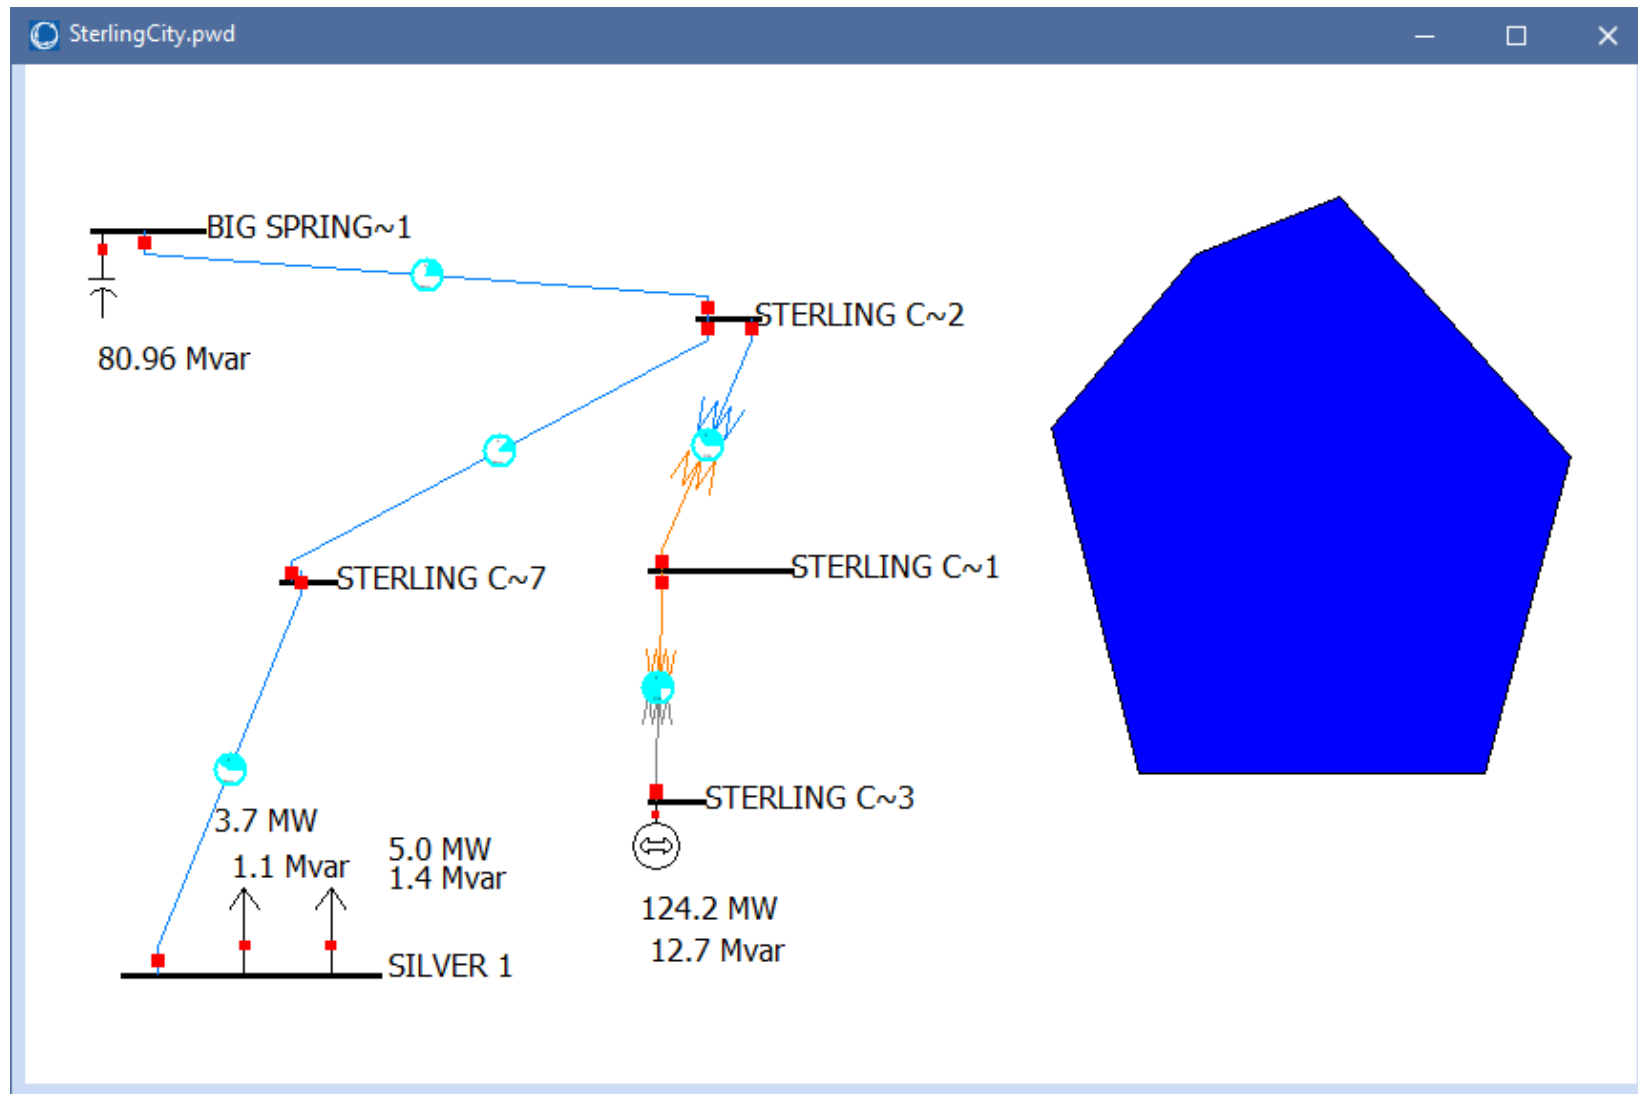 SterlingCity.pwd
BIG SPRING~1
80.96 Mvar
STERLING C~2
STERLING C~7
STERLING C~1
3.7 MW
1.1 Mvar
5.0 MW
1.4 Mvar
STERLING C~3
124.2 MW
12.7 Mvar
SILVER 1